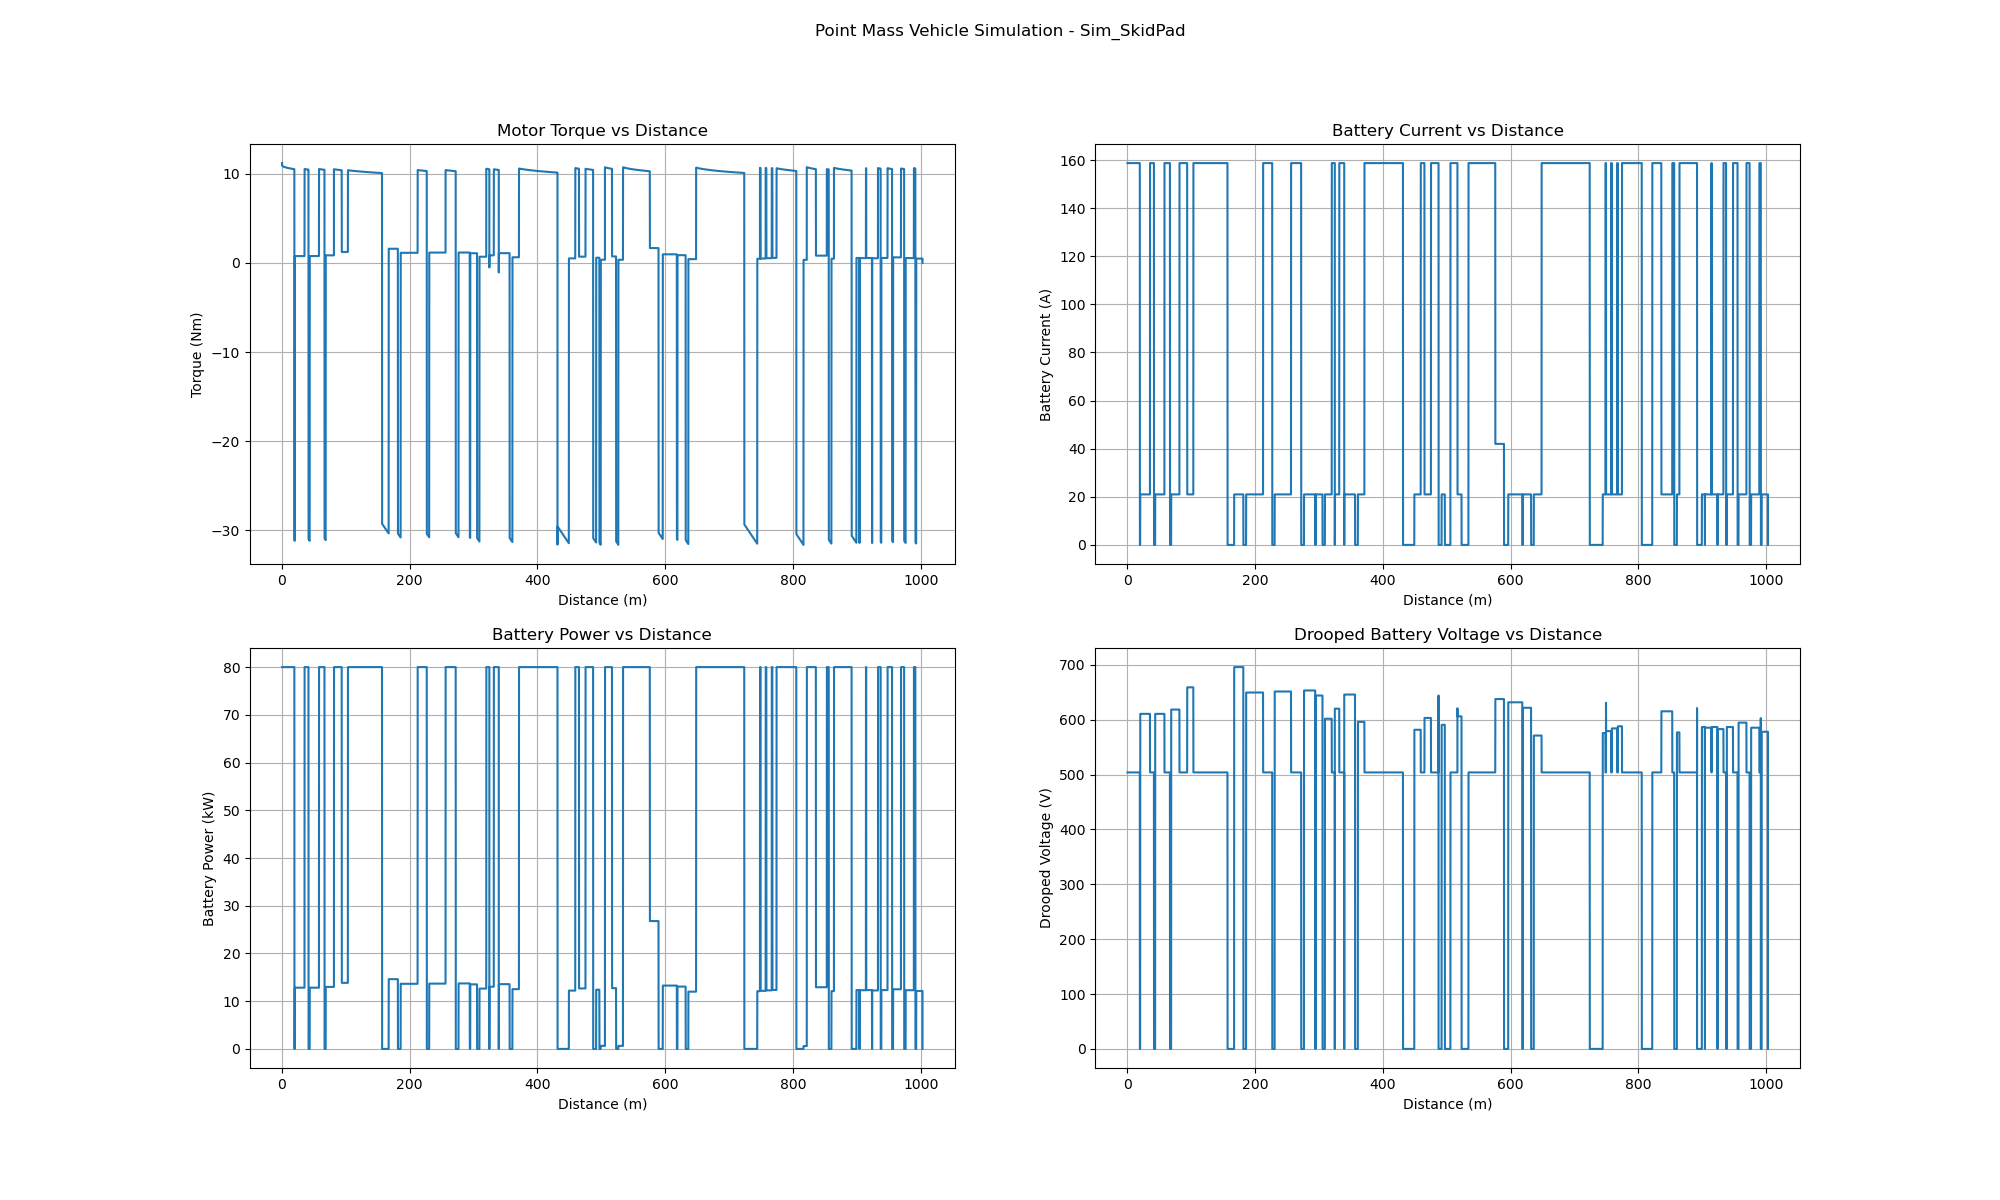 Point Mass Vehicle Simulation - Sim_SkidPad
Motor Torque vs Distance
Torque (Nm)
10
0
−10
−20
−30
0 200 400 600 800 1000
Distance (m)
Battery Current vs Distance
Battery Current (A)
160
140
120
100
80
60
40
20
0
0 200 400 600 800 1000
Distance (m)
Battery Power vs Distance
Battery Power (kW)
80
70
60
50
40
30
20
10
0
0 200 400 600 800 1000
Distance (m)
Drooped Battery Voltage vs Distance
Drooped Voltage (V)
700
600
500
400
300
200
100
0
0 200 400 600 800 1000
Distance (m)